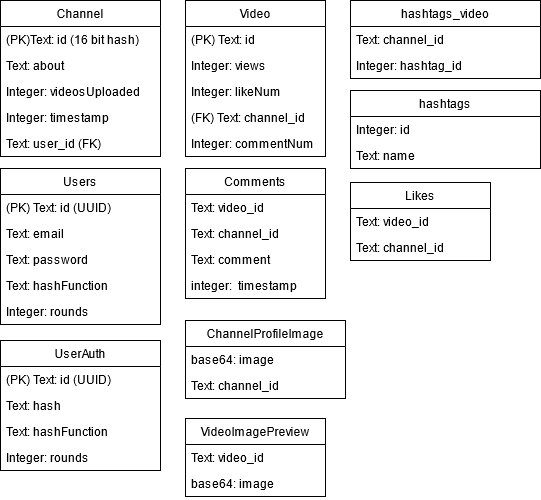 Channel
(PK)Text: id (16 bit hash)
Text: about
Integer: videosUploaded
Integer: timestamp
Text: user_id (FK)
Users
(PK) Text: id (UUID)
Text: email
Text: password
Text: hashFunction
Integer: rounds
UserAuth
(PK) Text: id (UUID)
Text: hash
Text: hashFunction
Integer: rounds
Video
(PK) Text: id
Integer: views
Integer: likeNum
(FK) Text: channel_id
Integer: commentNum
Comments
Text: video_id
Text: channel_id
Text: comment
integer: timestamp
ChannelProfileImage
base64: image
Text: channel_id
VideoImagePreview
Text: video_id
base64: image
hashtags_video
Text: channel_id
Integer: hashtag_id
hashtags
Integer: id
Text: name
Likes
Text: video_id
Text: channel_id